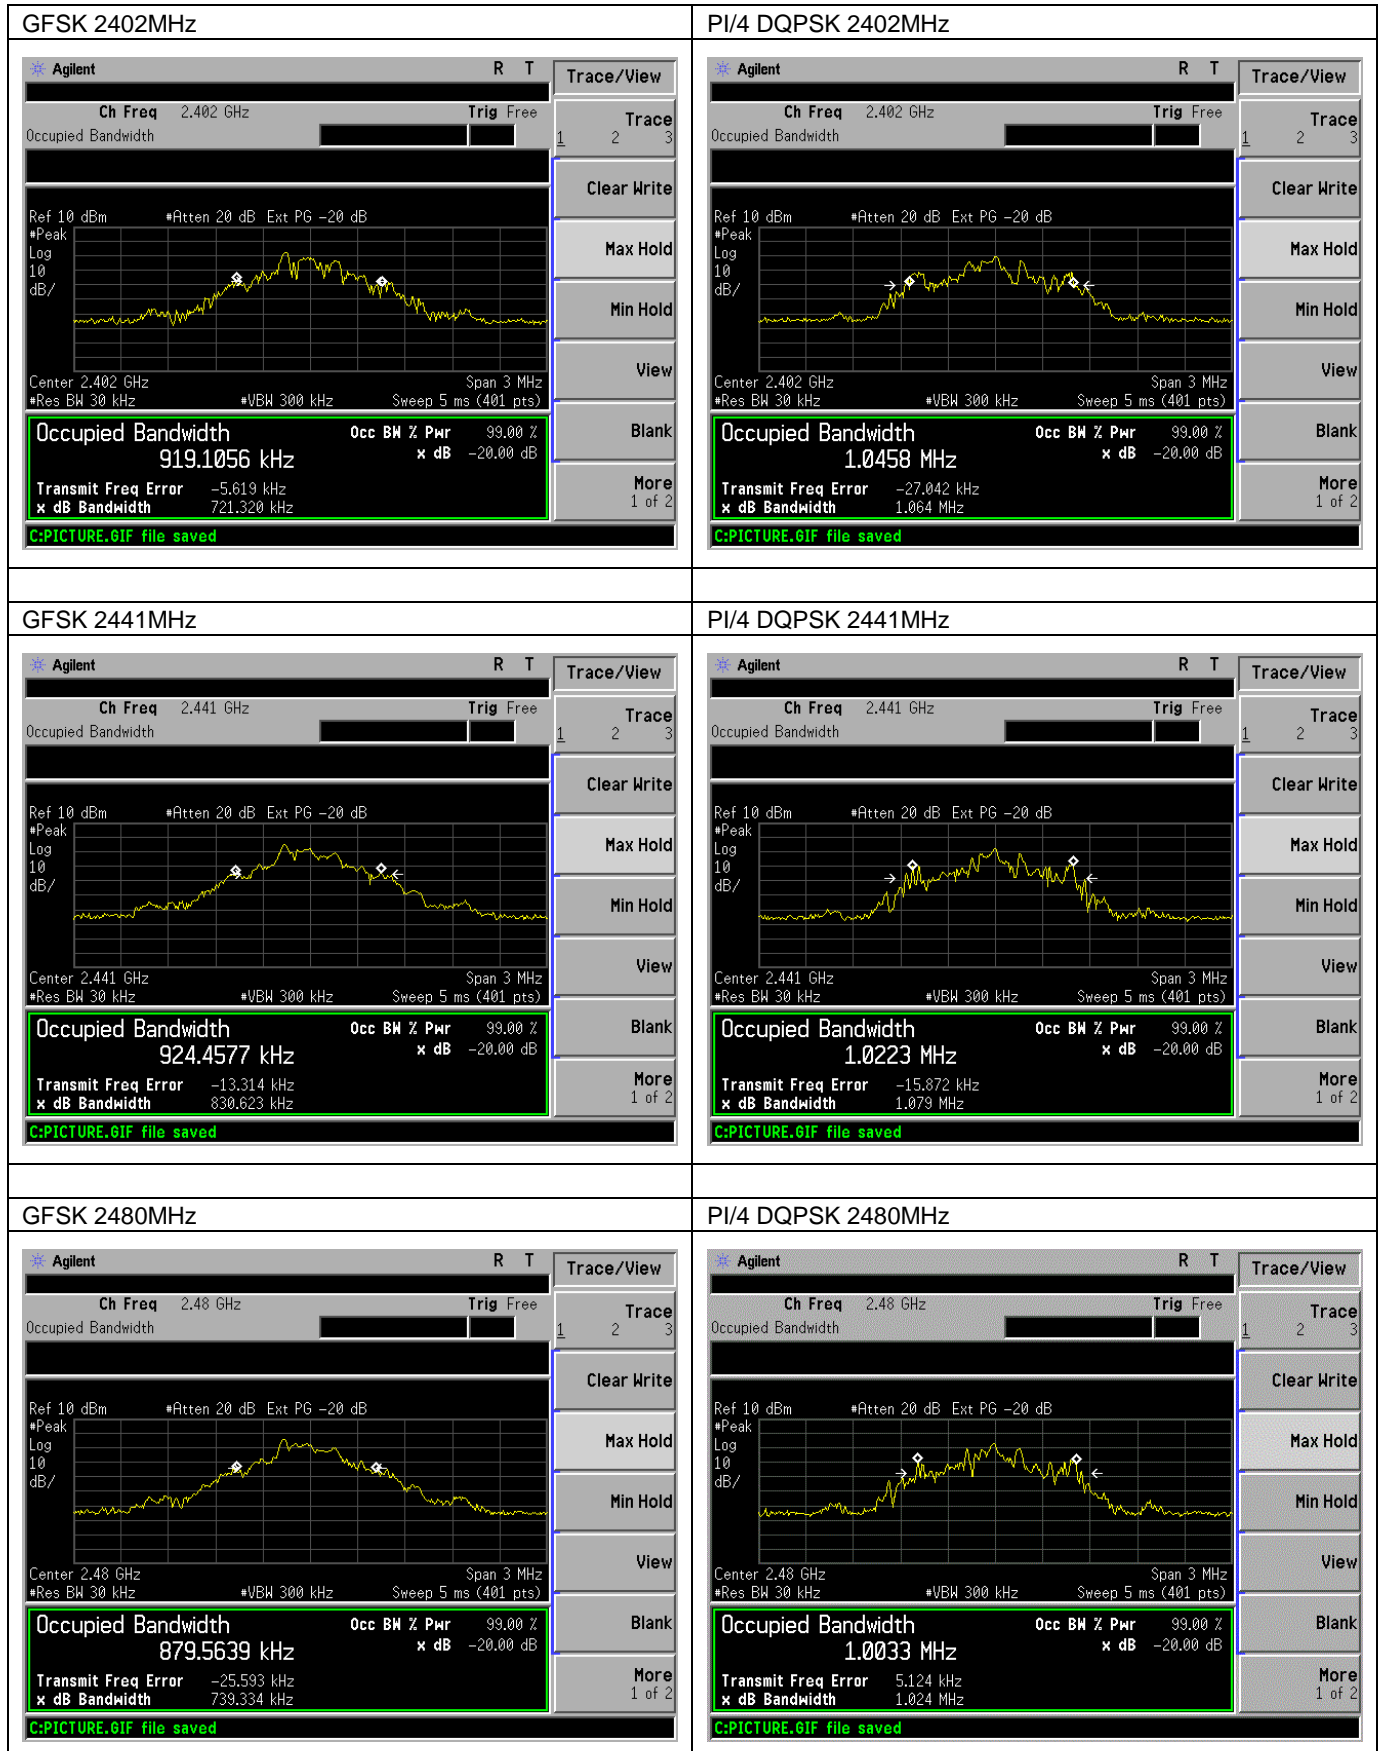 GFSK 2402MHz
PI/4 DQPSK 2402MHz
Agilent R T Trace/View
Ch Freq 2.402 GHz Trig Free
Occupied Bandwidth
Trace
1 2 3
Clear Write
Ref 10 dBm #Atten 20 dB Ext PG -20 dB
#Peak
Log
10
dB/
Max Hold
Min Hold
View
Center 2.402 GHz Span 3 MHz
#Res BW 30 kHz #VBW 300 kHz Sweep 5 ms (401 pts)
Occupied Bandwidth Occ BW % Pwr 99.00 %
919.1056 kHz x dB -20.00 dB
Blank
Transmit Freq Error -5.619 kHz
x dB Bandwidth 721.320 kHz
More
1 of 2
C:PICTURE.GIF file saved
Agilent R T Trace/View
Ch Freq 2.402 GHz Trig Free
Occupied Bandwidth
Trace
1 2 3
Clear Write
Ref 10 dBm #Atten 20 dB Ext PG -20 dB
#Peak
Log
10
dB/
Max Hold
Min Hold
View
Center 2.402 GHz Span 3 MHz
#Res BW 30 kHz #VBW 300 kHz Sweep 5 ms (401 pts)
Occupied Bandwidth Occ BW % Pwr 99.00 %
1.0458 MHz x dB -20.00 dB
Blank
Transmit Freq Error -27.042 kHz
x dB Bandwidth 1.064 MHz
More
1 of 2
C:PICTURE.GIF file saved
GFSK 2441MHz
PI/4 DQPSK 2441MHz
Agilent R T Trace/View
Ch Freq 2.441 GHz Trig Free
Occupied Bandwidth
Trace
1 2 3
Clear Write
Ref 10 dBm #Atten 20 dB Ext PG -20 dB
#Peak
Log
10
dB/
Max Hold
Min Hold
View
Center 2.441 GHz Span 3 MHz
#Res BW 30 kHz #VBW 300 kHz Sweep 5 ms (401 pts)
Occupied Bandwidth Occ BW % Pwr 99.00 %
924.4577 kHz x dB -20.00 dB
Blank
Transmit Freq Error -13.314 kHz
x dB Bandwidth 830.623 kHz
More
1 of 2
C:PICTURE.GIF file saved
Agilent R T Trace/View
Ch Freq 2.441 GHz Trig Free
Occupied Bandwidth
Trace
1 2 3
Clear Write
Ref 10 dBm #Atten 20 dB Ext PG -20 dB
#Peak
Log
10
dB/
Max Hold
Min Hold
View
Center 2.441 GHz Span 3 MHz
#Res BW 30 kHz #VBW 300 kHz Sweep 5 ms (401 pts)
Occupied Bandwidth Occ BW % Pwr 99.00 %
1.0223 MHz x dB -20.00 dB
Blank
Transmit Freq Error -15.872 kHz
x dB Bandwidth 1.079 MHz
More
1 of 2
C:PICTURE.GIF file saved
GFSK 2480MHz
PI/4 DQPSK 2480MHz
Agilent R T Trace/View
Ch Freq 2.48 GHz Trig Free
Occupied Bandwidth
Trace
1 2 3
Clear Write
Ref 10 dBm #Atten 20 dB Ext PG -20 dB
#Peak
Log
10
dB/
Max Hold
Min Hold
View
Center 2.48 GHz Span 3 MHz
#Res BW 30 kHz #VBW 300 kHz Sweep 5 ms (401 pts)
Occupied Bandwidth Occ BW % Pwr 99.00 %
879.5639 kHz x dB -20.00 dB
Blank
Transmit Freq Error -25.593 kHz
x dB Bandwidth 739.334 kHz
More
1 of 2
C:PICTURE.GIF file saved
Agilent R T Trace/View
Ch Freq 2.48 GHz Trig Free
Occupied Bandwidth
Trace
1 2 3
Clear Write
Ref 10 dBm #Atten 20 dB Ext PG -20 dB
#Peak
Log
10
dB/
Max Hold
Min Hold
View
Center 2.48 GHz Span 3 MHz
#Res BW 30 kHz #VBW 300 kHz Sweep 5 ms (401 pts)
Occupied Bandwidth Occ BW % Pwr 99.00 %
1.0033 MHz x dB -20.00 dB
Blank
Transmit Freq Error 5.124 kHz
x dB Bandwidth 1.024 MHz
More
1 of 2
C:PICTURE.GIF file saved